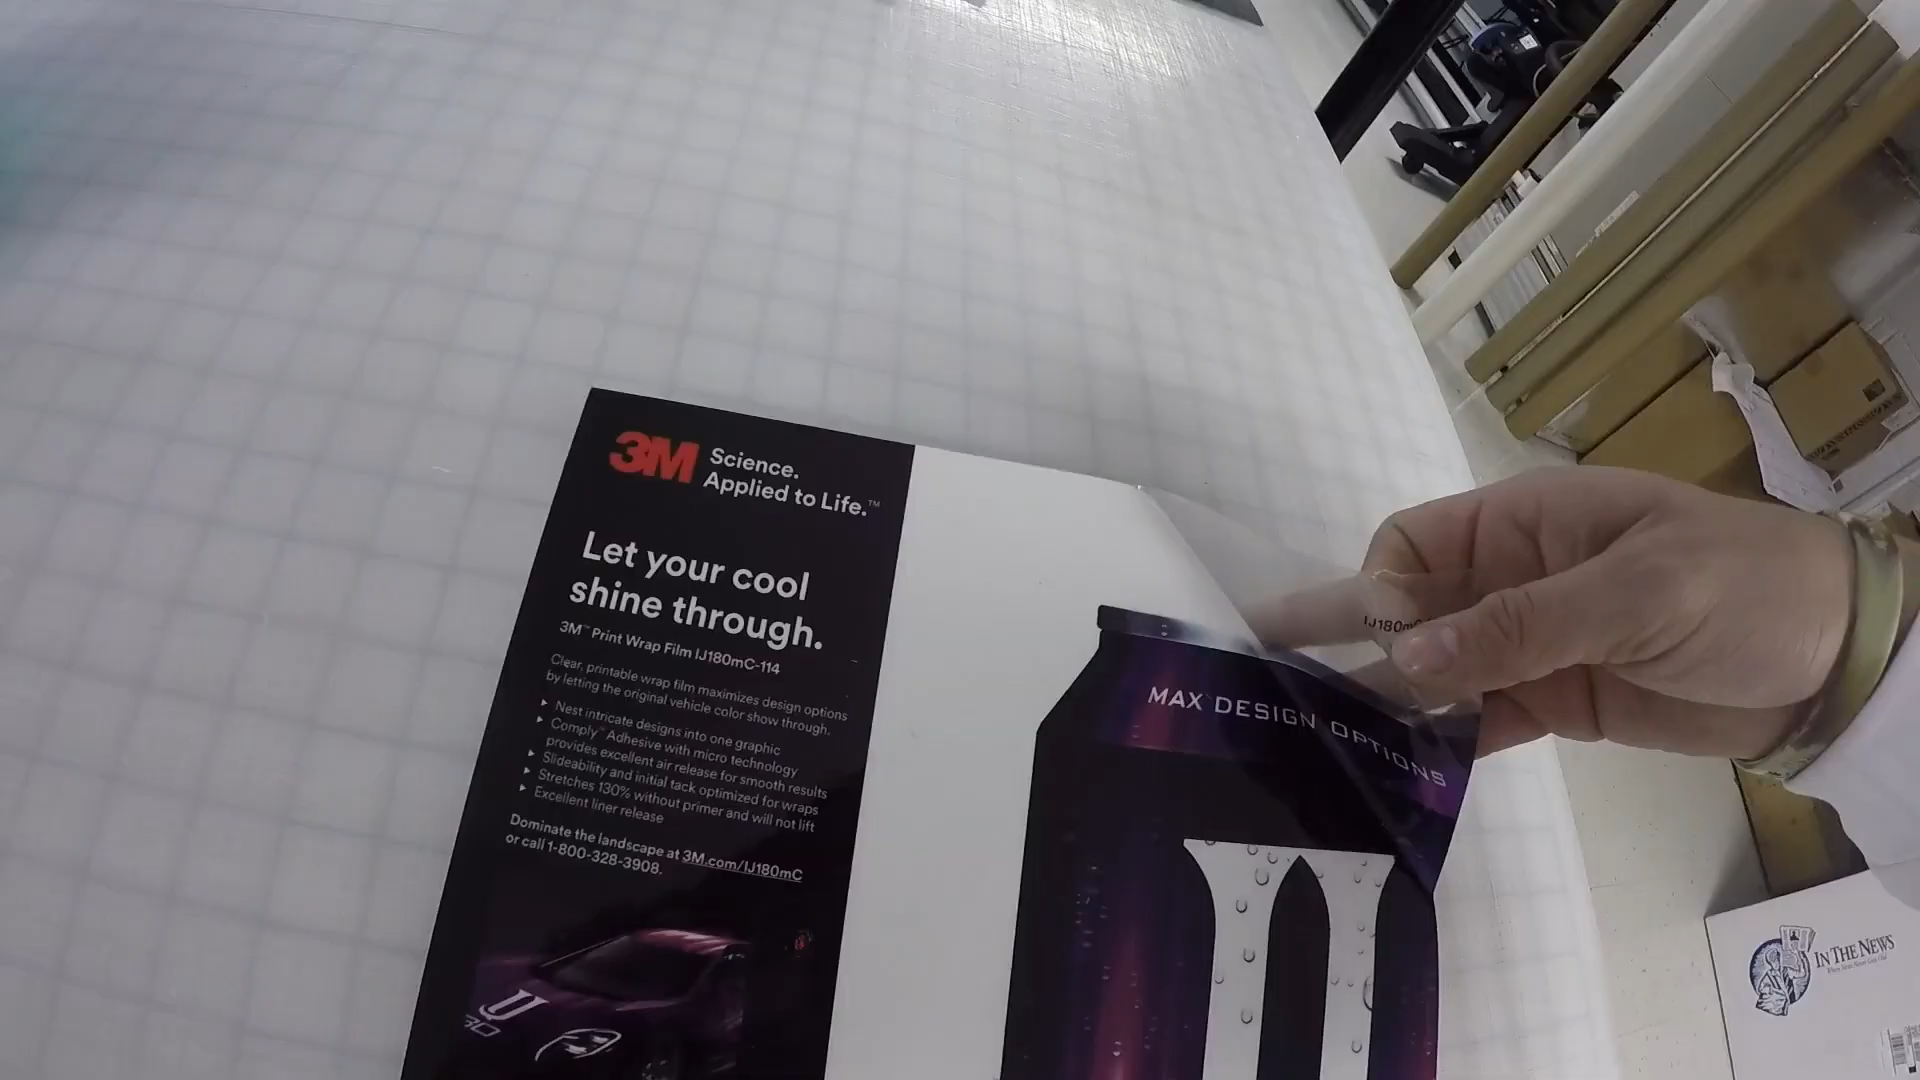 3M Science.
Applied to Life.™
Let your cool
shine through.
3M™ Print Wrap Film IJ180mC-114
Clear, printable wrap film maximizes design options
by letting the original vehicle color show through.
▸ Nest intricate designs into one graphic
▸ Comply™ Adhesive with micro technology
provides excellent air release for smooth results
▸ Slideability and initial tack optimized for wraps
▸ Stretches 130% without primer and will not lift
▸ Excellent liner release
Dominate the landscape at 3M.com/IJ180mC
or call 1-800-328-3908.
IJ180mC
MAX DESIGN OPTIONS
IN THE NEWS